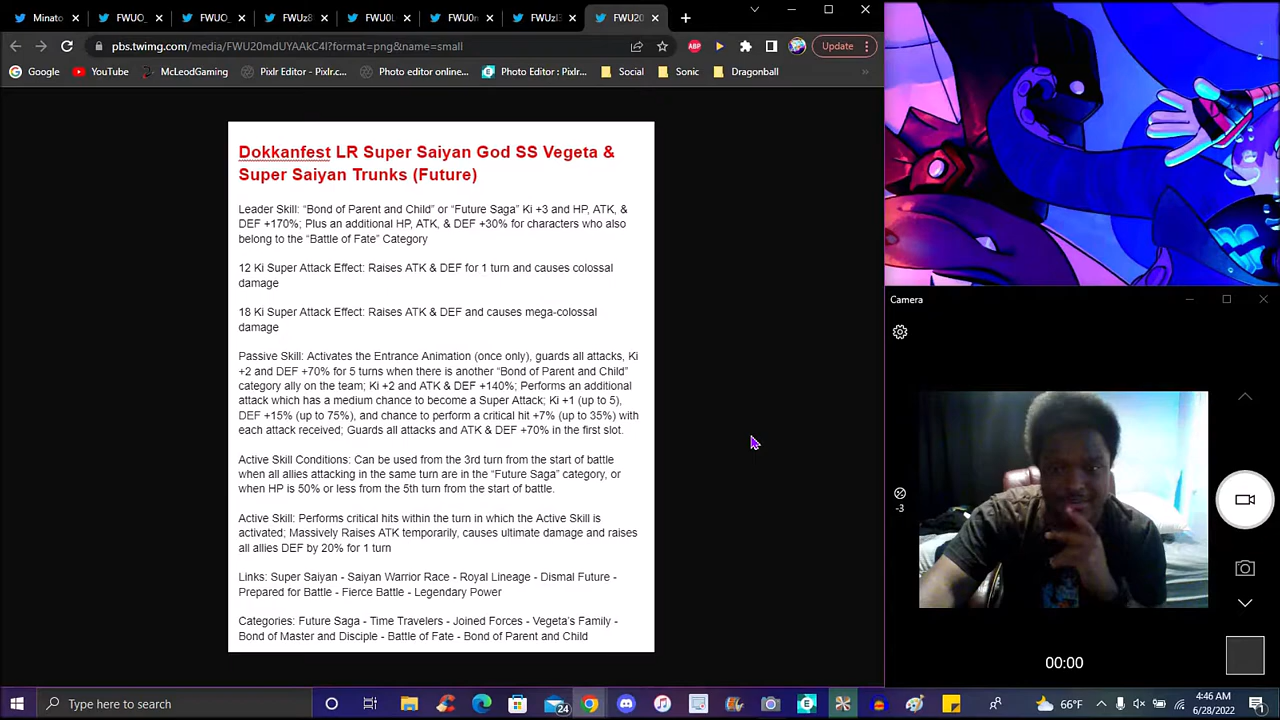 Minato
FWUO_
FWUO_
FWUz8
FWU0L
FWU0n
FWUzI3
FWU20
pbs.twimg.com/media/FWU20mdUYAAkC4l?format=png&name=small
ABP
Update
Google
YouTube
McLeodGaming
Pixlr Editor - Pixlr.c...
Photo editor online...
Photo Editor : Pixlr...
Social
Sonic
Dragonball
Dokkanfest LR Super Saiyan God SS Vegeta &
Super Saiyan Trunks (Future)
Leader Skill: “Bond of Parent and Child” or “Future Saga” Ki +3 and HP, ATK, &
DEF +170%; Plus an additional HP, ATK, & DEF +30% for characters who also
belong to the “Battle of Fate” Category
12 Ki Super Attack Effect: Raises ATK & DEF for 1 turn and causes colossal
damage
18 Ki Super Attack Effect: Raises ATK & DEF and causes mega-colossal
damage
Passive Skill: Activates the Entrance Animation (once only), guards all attacks, Ki
+2 and DEF +70% for 5 turns when there is another “Bond of Parent and Child”
category ally on the team; Ki +2 and ATK & DEF +140%; Performs an additional
attack which has a medium chance to become a Super Attack; Ki +1 (up to 5),
DEF +15% (up to 75%), and chance to perform a critical hit +7% (up to 35%) with
each attack received; Guards all attacks and ATK & DEF +70% in the first slot.
Active Skill Conditions: Can be used from the 3rd turn from the start of battle
when all allies attacking in the same turn are in the “Future Saga” category, or
when HP is 50% or less from the 5th turn from the start of battle.
Active Skill: Performs critical hits within the turn in which the Active Skill is
activated; Massively Raises ATK temporarily, causes ultimate damage and raises
all allies DEF by 20% for 1 turn
Links: Super Saiyan - Saiyan Warrior Race - Royal Lineage - Dismal Future -
Prepared for Battle - Fierce Battle - Legendary Power
Categories: Future Saga - Time Travelers - Joined Forces - Vegeta’s Family -
Bond of Master and Disciple - Battle of Fate - Bond of Parent and Child
Camera
-3
00:00
Type here to search
24
66°F
4:46 AM
6/28/2022
1